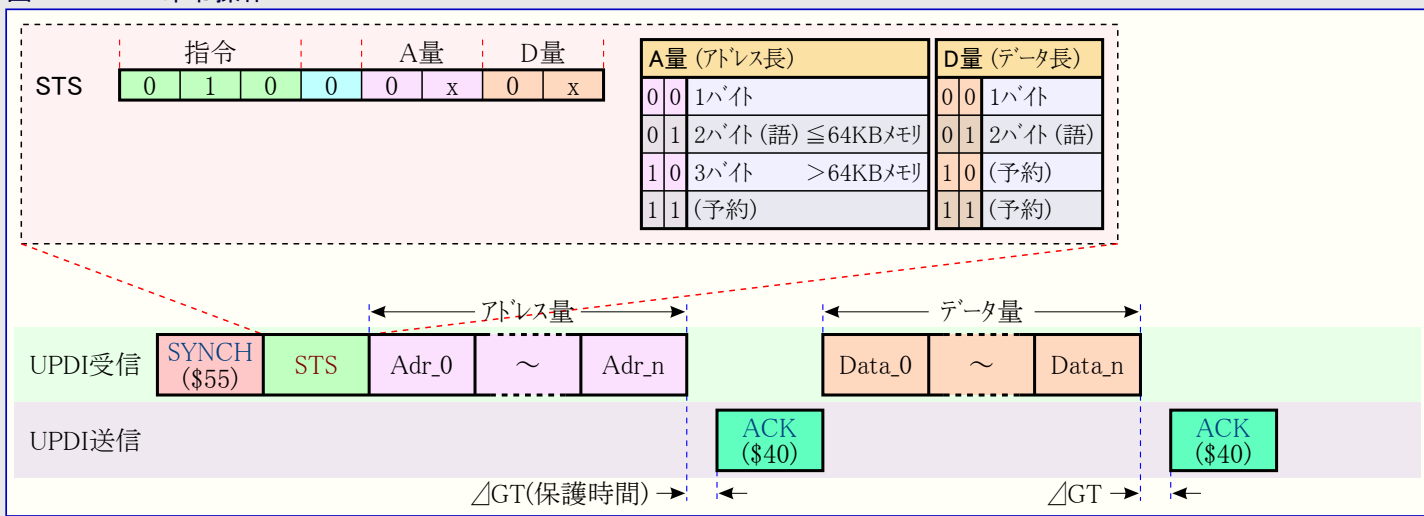 指令 A量 D量
STS 0 1 0 0 0 x 0 x
A量 (アドレス長)
0 0 1バイト
0 1 2バイト (語) ≦64KBメモリ
1 0 3バイト >64KBメモリ
1 1 (予約)
D量 (データ長)
0 0 1バイト
0 1 2バイト (語)
1 0 (予約)
1 1 (予約)
アドレス量 データ量
UPDI受信 SYNCH ($55) STS Adr_0 ~ Adr_n Data_0 ~ Data_n
UPDI送信 ACK ($40) ACK ($40)
⊿GT(保護時間) ⊿GT